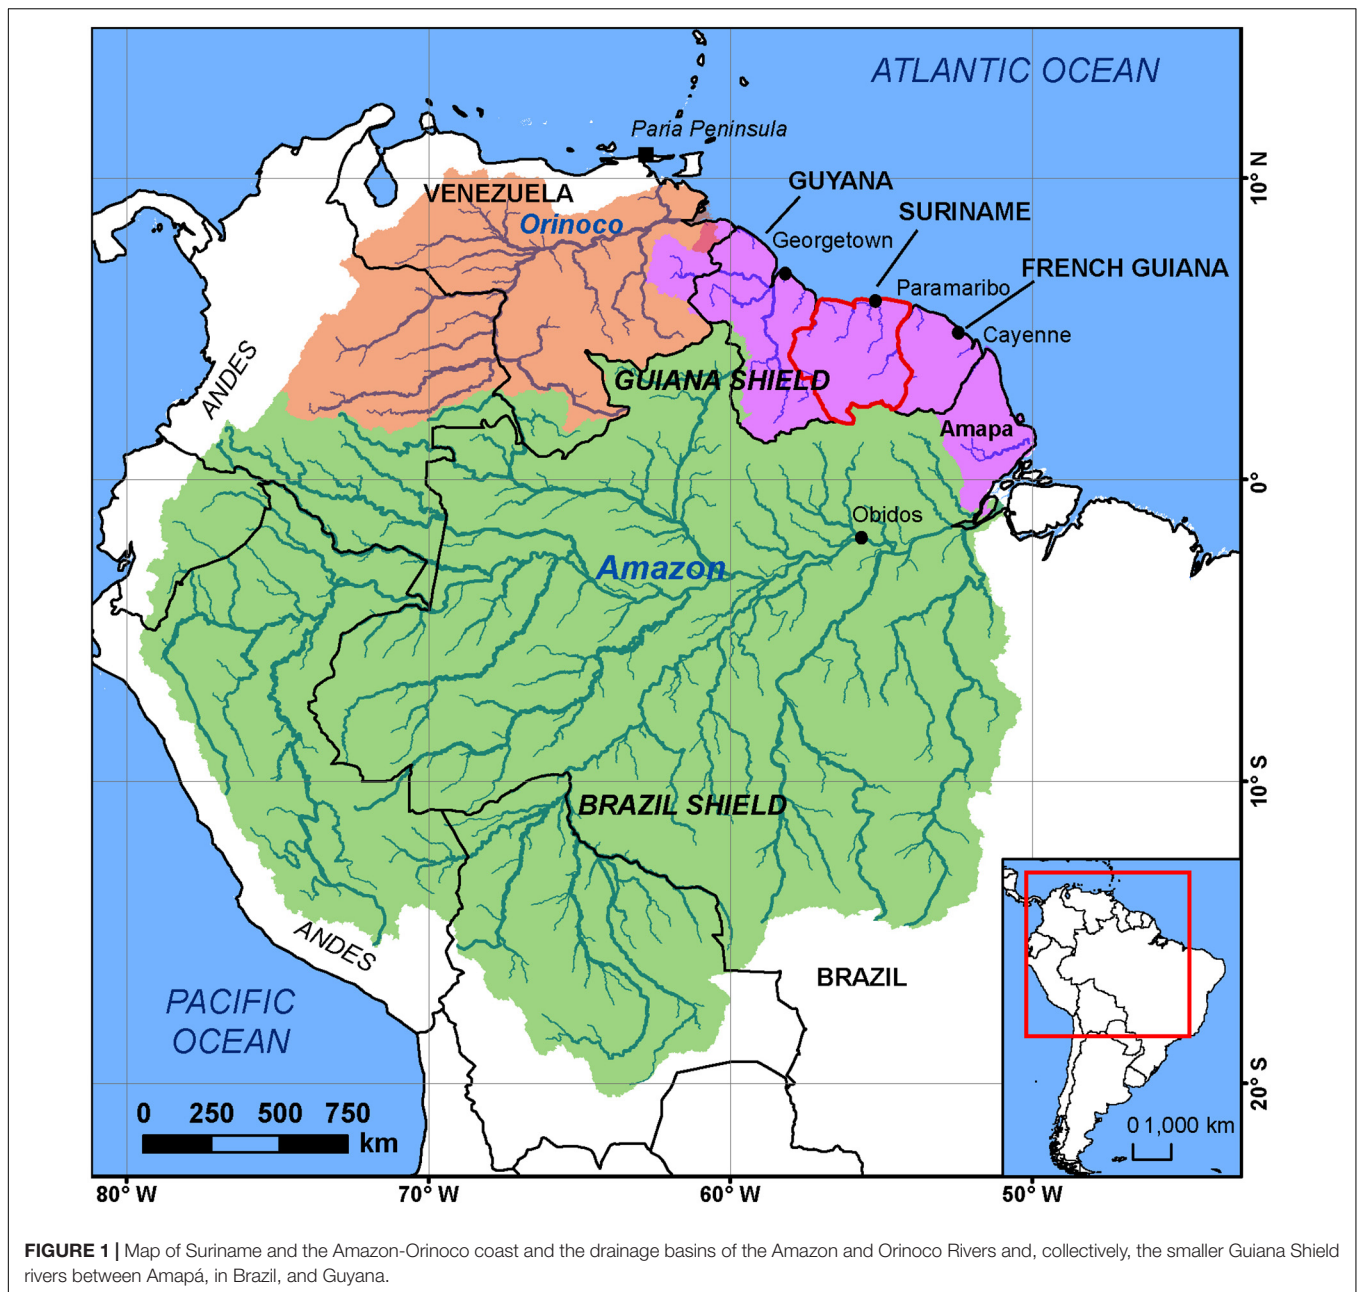 ATLANTIC OCEAN
Paria Peninsula
10°N
GUYANA
VENEZUELA
SURINAME
Orinoco
Georgetown
FRENCH GUIANA
Paramaribo
Cayenne
ANDES
GUIANA SHIELD
Amapa
0°
Obidos
Amazon
10°S
BRAZIL SHIELD
ANDES
BRAZIL
PACIFIC
OCEAN
20°S
0 250 500 750
km
0 1,000 km
80° W 70° W 60° W 50° W
FIGURE 1 | Map of Suriname and the Amazon-Orinoco coast and the drainage basins of the Amazon and Orinoco Rivers and, collectively, the smaller Guiana Shield
rivers between Amapá, in Brazil, and Guyana.